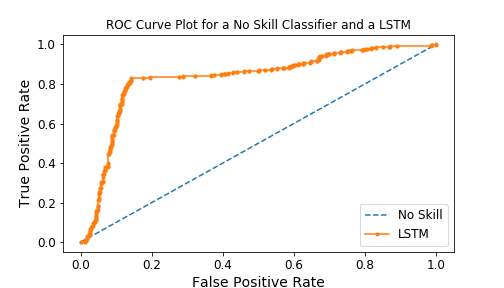 ROC Curve Plot for a No Skill Classifier and a LSTM
1.0
0.8
0.6
0.4
0.2
0.0
True Positive Rate
0.0 0.2 0.4 0.6 0.8 1.0
False Positive Rate
No Skill
LSTM